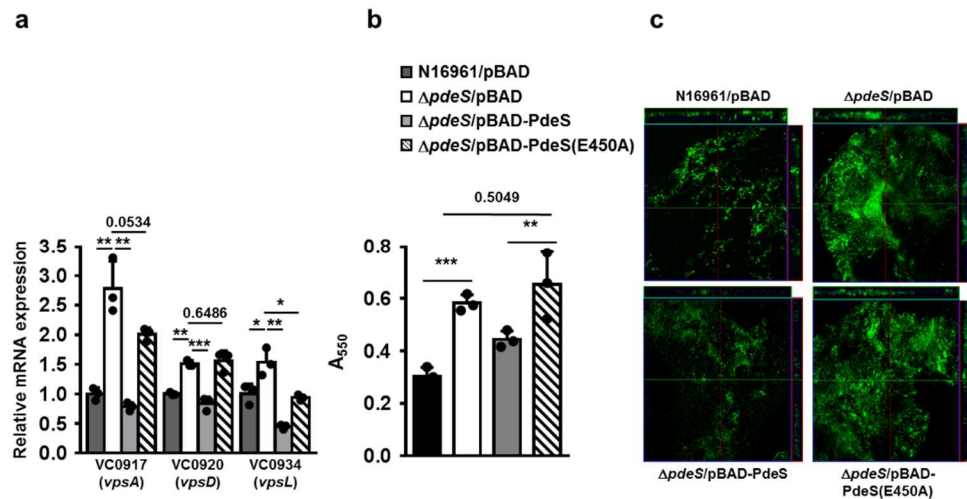 a
b
c
N16961/pBAD
ΔpdeS/pBAD
ΔpdeS/pBAD-PdeS
ΔpdeS/pBAD-PdeS(E450A)
Relative mRNA expression
3.5
3.0
2.5
2.0
1.5
1.0
0.5
0.0
0.0534
** **
0.6486
**
***
*
* **
VC0917
(vpsA)
VC0920
(vpsD)
VC0934
(vpsL)
A550
0.8
0.6
0.4
0.2
0.0
0.5049
***
**
N16961/pBAD
ΔpdeS/pBAD
ΔpdeS/pBAD-PdeS
ΔpdeS/pBAD-
PdeS(E450A)